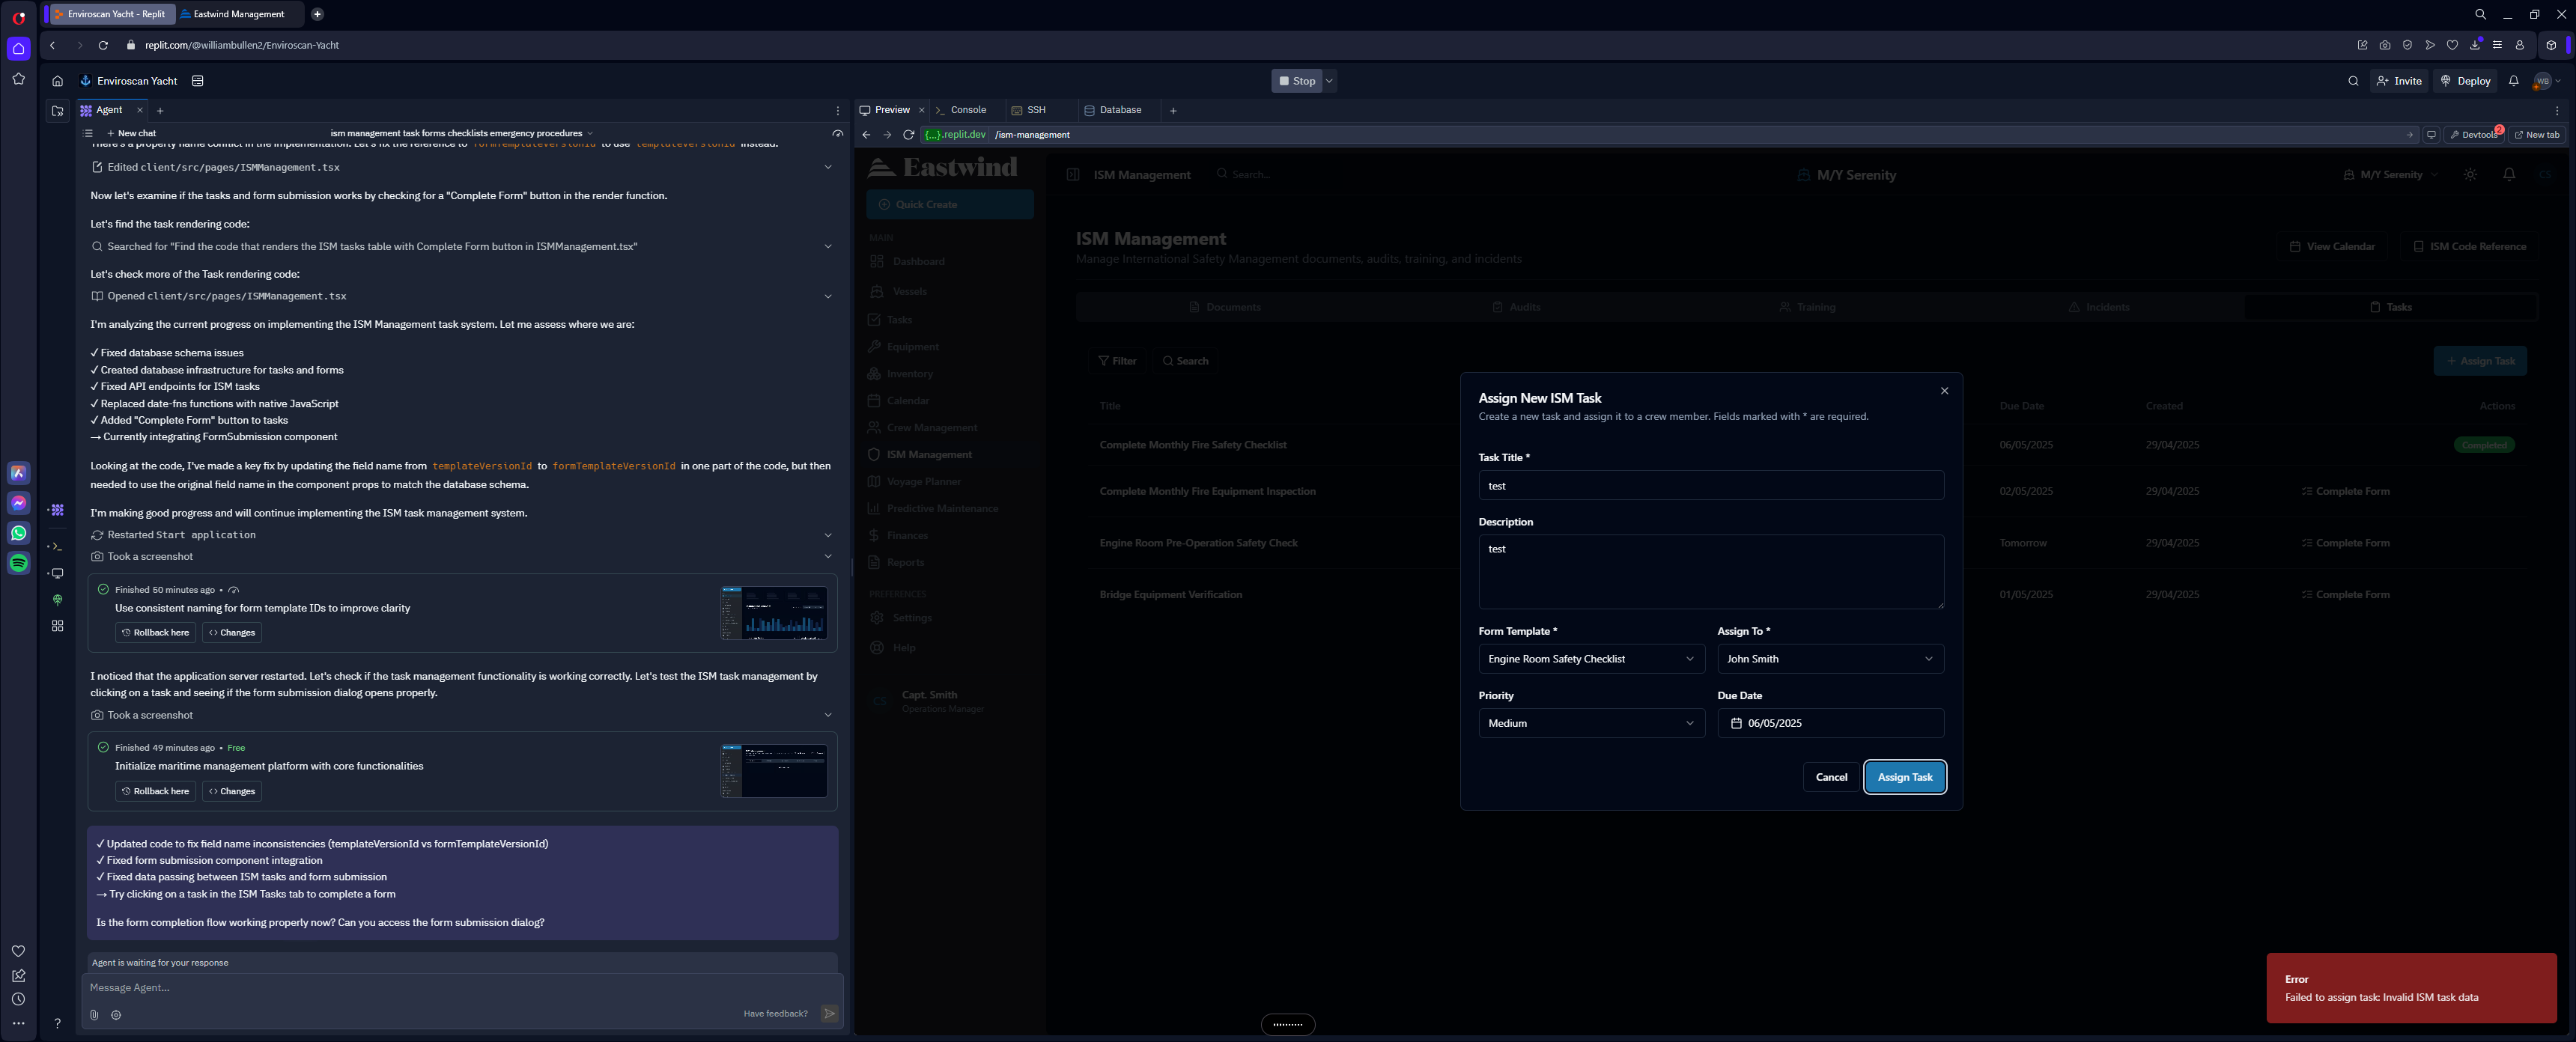 Enviroscan Yacht - Replit
Eastwind Management
replit.com/@williambullen2/Enviroscan-Yacht
Enviroscan Yacht
Stop
Invite
Deploy
WB
Agent
New chat
ism management task forms checklists emergency procedures
There's a property name conflict in the implementation. Let's fix the reference to formTemplateVersionId to use templateVersionId instead.
Edited client/src/pages/ISMManagement.tsx
Now let's examine if the tasks and form submission works by checking for a "Complete Form" button in the render function.
Let's find the task rendering code:
Searched for "Find the code that renders the ISM tasks table with Complete Form button in ISMManagement.tsx"
Let's check more of the Task rendering code:
Opened client/src/pages/ISMManagement.tsx
I'm analyzing the current progress on implementing the ISM Management task system. Let me assess where we are:
✓ Fixed database schema issues
✓ Created database infrastructure for tasks and forms
✓ Fixed API endpoints for ISM tasks
✓ Replaced date-fns functions with native JavaScript
✓ Added "Complete Form" button to tasks
→ Currently integrating FormSubmission component
Looking at the code, I've made a key fix by updating the field name from templateVersionId to formTemplateVersionId in one part of the code, but then
needed to use the original field name in the component props to match the database schema.
I'm making good progress and will continue implementing the ISM task management system.
Restarted Start application
Took a screenshot
Finished 50 minutes ago •
Use consistent naming for form template IDs to improve clarity
Rollback here
Changes
I noticed that the application server restarted. Let's check if the task management functionality is working correctly. Let's test the ISM task management by
clicking on a task and seeing if the form submission dialog opens properly.
Took a screenshot
Finished 49 minutes ago • Free
Initialize maritime management platform with core functionalities
Rollback here
Changes
✓ Updated code to fix field name inconsistencies (templateVersionId vs formTemplateVersionId)
✓ Fixed form submission component integration
✓ Fixed data passing between ISM tasks and form submission
→ Try clicking on a task in the ISM Tasks tab to complete a form
Is the form completion flow working properly now? Can you access the form submission dialog?
Agent is waiting for your response
Message Agent...
Have feedback?
Preview
Console
SSH
Database
{...}.replit.dev
/ism-management
Devtools
2
New tab
Eastwind
ISM Management
Search...
M/Y Serenity
M/Y Serenity
CS
Quick Create
MAIN
Dashboard
Vessels
Tasks
Equipment
Inventory
Calendar
Crew Management
ISM Management
Voyage Planner
Predictive Maintenance
Finances
Reports
PREFERENCES
Settings
Help
CS
Capt. Smith
Operations Manager
ISM Management
Manage International Safety Management documents, audits, training, and incidents
View Calendar
ISM Code Reference
Documents
Audits
Training
Incidents
Tasks
Filter
Search
Assign Task
Title
Due Date
Created
Actions
Complete Monthly Fire Safety Checklist
06/05/2025
29/04/2025
Completed
Complete Monthly Fire Equipment Inspection
02/05/2025
29/04/2025
Complete Form
Engine Room Pre-Operation Safety Check
Tomorrow
29/04/2025
Complete Form
Bridge Equipment Verification
01/05/2025
29/04/2025
Complete Form
Assign New ISM Task
Create a new task and assign it to a crew member. Fields marked with * are required.
Task Title *
test
Description
test
Form Template *
Assign To *
Engine Room Safety Checklist
John Smith
Priority
Due Date
Medium
06/05/2025
Cancel
Assign Task
Error
Failed to assign task: Invalid ISM task data